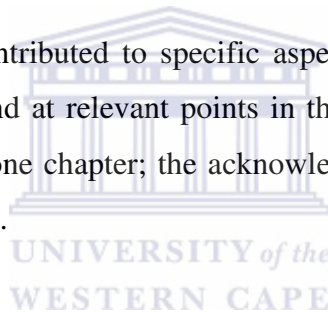 ntributed to specific aspe
nd at relevant points in th
one chapter; the acknowle
.
UNIVERSITY of the
WESTERN CAPE